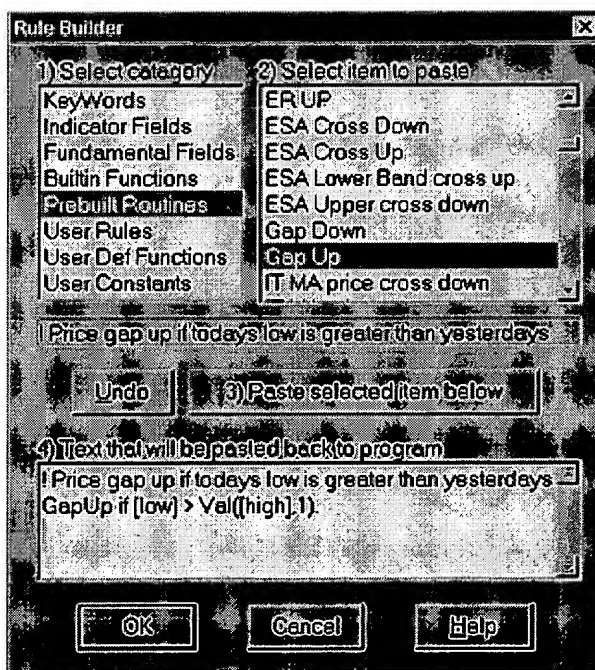 Rule Builder
1) Select catagory
KeyWords
Indicator Fields
Fundamental Fields
Builtin Functions
Prebuilt Routines
User Rules
User Def Functions
User Constants
2) Select item to paste
ER UP
ESA Cross Down
ESA Cross Up
ESA Lower Band cross up
ESA Upper cross down
Gap Down
Gap Up
IT MA price cross down
! Price gap up if todays low is greater than yesterdays
Undo
3) Paste selected item below
4) Text that will be pasted back to program
! Price gap up if todays low is greater than yesterdays
GapUp if [low] > Val([high],1).
OK
Cancel
Help